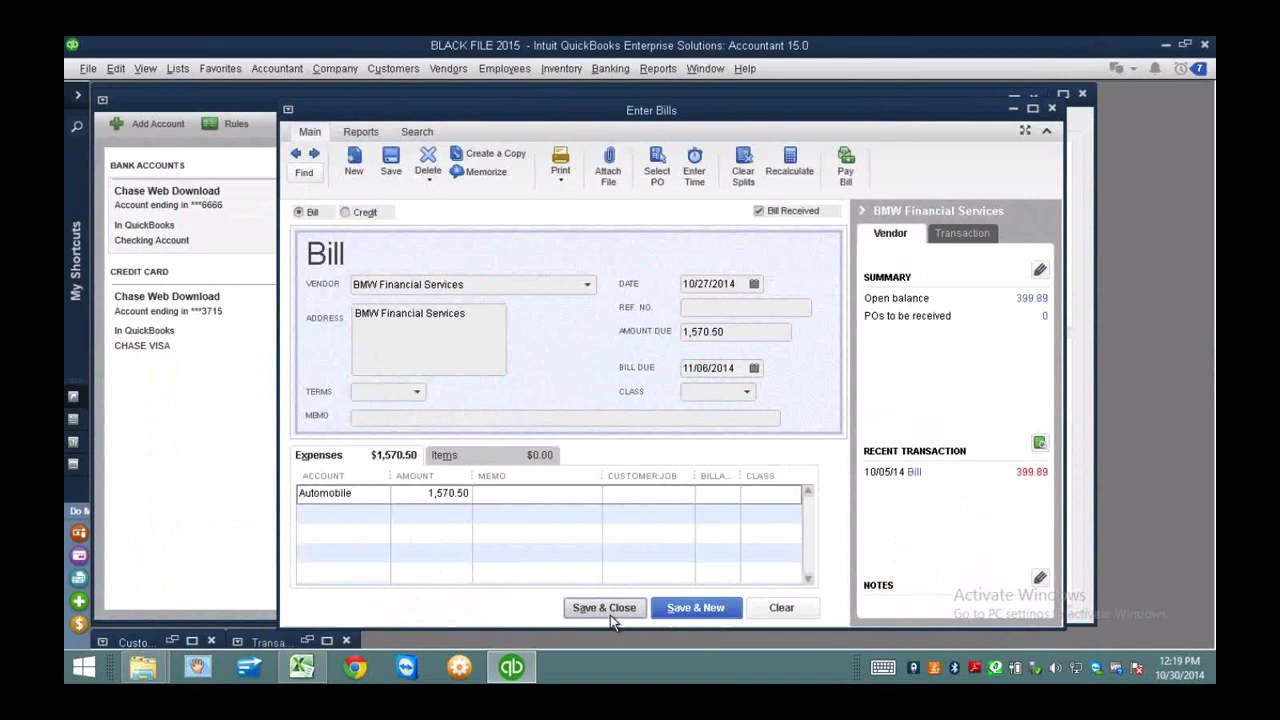 BLACK FILE 2015 - Intuit QuickBooks Enterprise Solutions: Accountant 15.0
File Edit View Lists Favorites Accountant Company Customers Vendors Employees Inventory Banking Reports Window Help
7
Add Account Rules
BANK ACCOUNTS
Chase Web Download
Account ending in ***6666
In QuickBooks
Checking Account
CREDIT CARD
Chase Web Download
Account ending in ***3715
In QuickBooks
CHASE VISA
My Shortcuts
Do M
Enter Bills
Main Reports Search
Find
New
Save
Delete
Create a Copy
Memorize
Print
Attach File
Select PO
Enter Time
Clear Splits
Recalculate
Pay Bill
Bill Credit Bill Received
Bill
VENDOR BMW Financial Services
ADDRESS BMW Financial Services
TERMS
MEMO
DATE 10/27/2014
REF. NO.
AMOUNT DUE 1,570.50
BILL DUE 11/06/2014
CLASS
Expenses $1,570.50 Items $0.00
ACCOUNT AMOUNT MEMO CUSTOMER:JOB BILLA... CLASS
Automobile 1,570.50
Save & Close Save & New Clear
BMW Financial Services
Vendor Transaction
SUMMARY
Open balance 399.89
POs to be received 0
RECENT TRANSACTION
10/05/14 Bill 399.89
NOTES
Activate Windows
Go to PC settings to activate Windows.
Custo... Transa...
qb
12:19 PM
10/30/2014